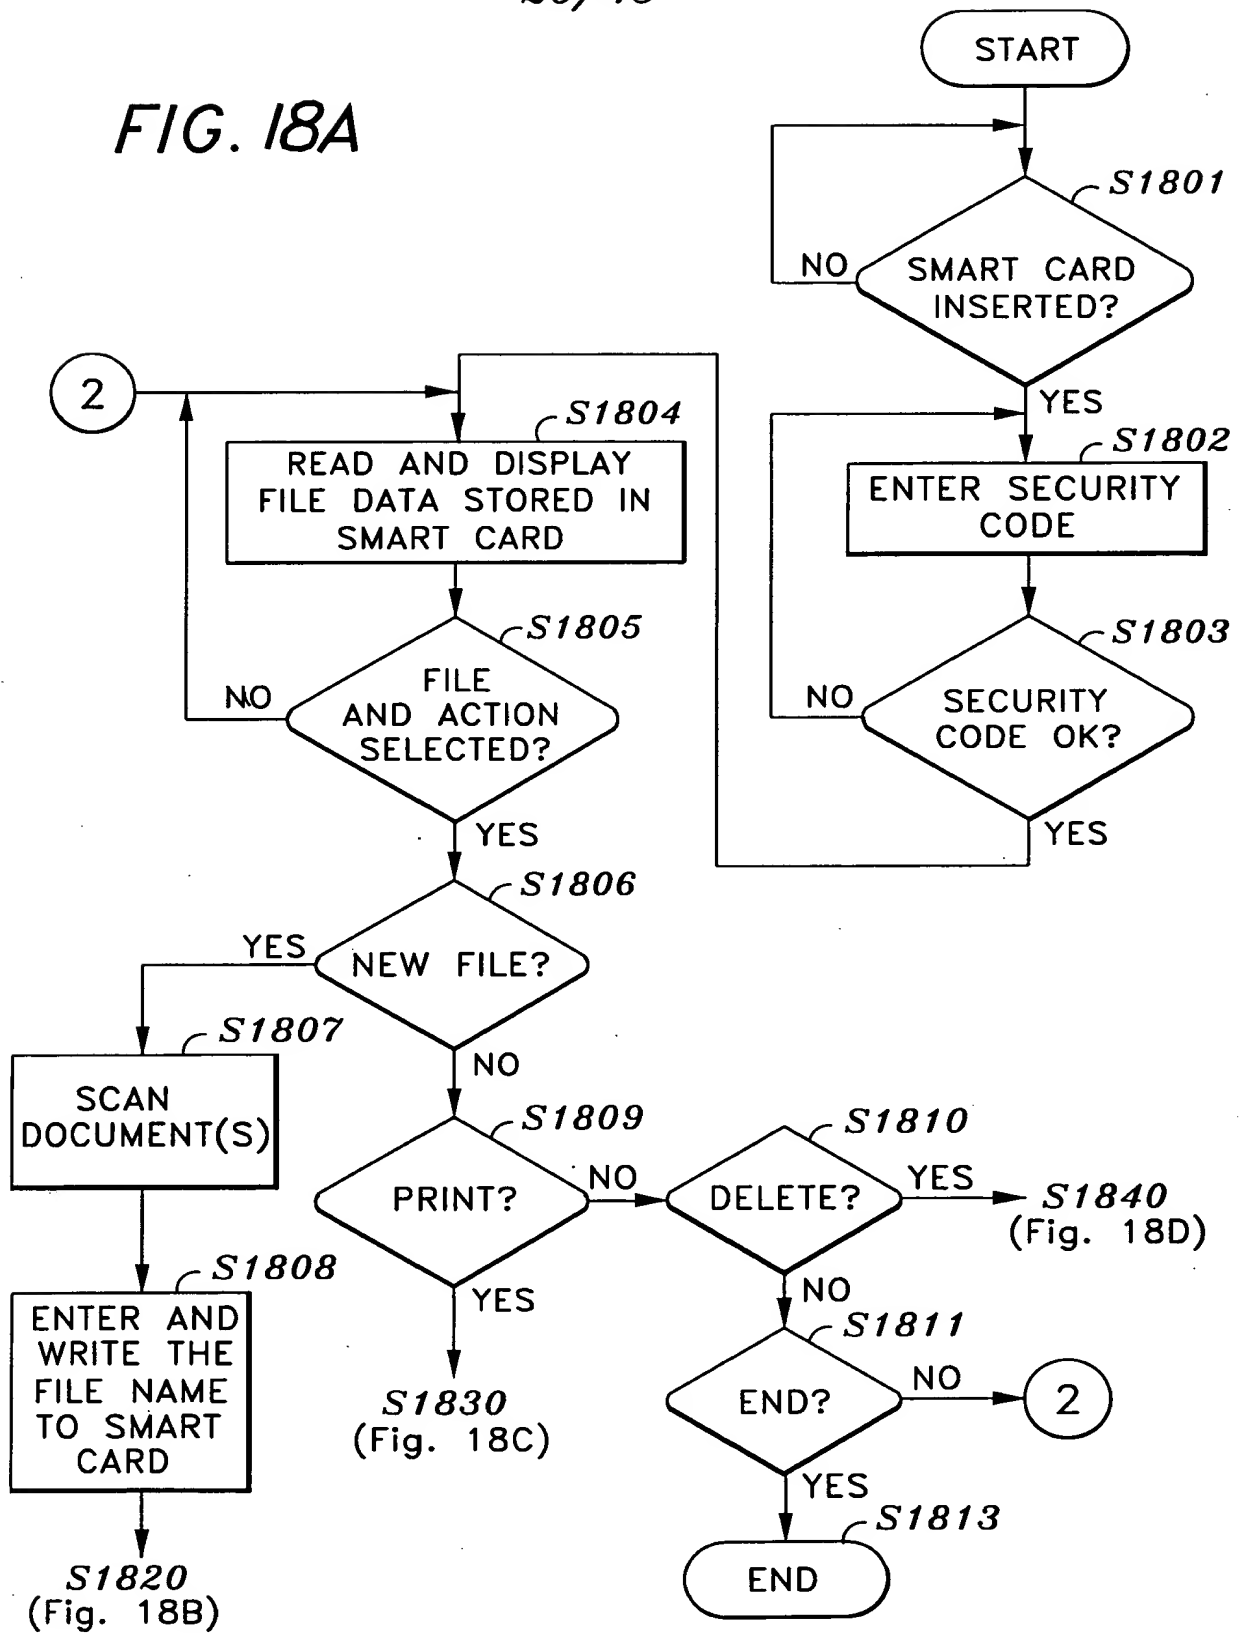 FIG. 18A
START
S1801
NO
SMART CARD
INSERTED?
YES
2
S1804
READ AND DISPLAY
FILE DATA STORED IN
SMART CARD
S1802
ENTER SECURITY
CODE
S1805
NO
FILE
AND ACTION
SELECTED?
YES
S1803
NO
SECURITY
CODE OK?
YES
S1806
YES
NEW FILE?
NO
S1807
SCAN
DOCUMENT(S)
S1808
ENTER AND
WRITE THE
FILE NAME
TO SMART
CARD
S1820
(Fig. 18B)
S1809
PRINT?
NO
YES
S1830
(Fig. 18C)
S1810
DELETE?
YES
S1840
(Fig. 18D)
NO
S1811
END?
NO
2
YES
S1813
END